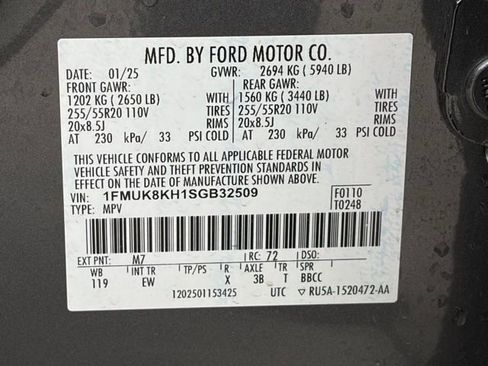 MFD. BY FORD MOTOR CO.
DATE: 01/25 GVWR: 2694 KG ( 5940 LB)
FRONT GAWR: REAR GAWR:
1202 KG ( 2650 LB) WITH 1560 KG ( 3440 LB) WITH
255/55R20 110V TIRES 255/55R20 110V TIRES
20x8.5J RIMS 20x8.5J RIMS
AT 230 kPa/ 33 PSI COLD AT 230 kPa/ 33 PSI COLD
THIS VEHICLE CONFORMS TO ALL APPLICABLE FEDERAL MOTOR
VEHICLE SAFETY AND THEFT PREVENTION STANDARDS IN
EFFECT ON THE DATE OF MANUFACTURE SHOWN ABOVE.
VIN: 1FMUK8KH1SGB32509 F0110
TYPE: MPV T0248
EXT PNT: M7 RC: 72 DSO:
WB INT TR TP/PS R AXLE TR SPR
119 EW X 3B T BBCC
1202501153425 UTC ▽ RU5A-1520472-AA